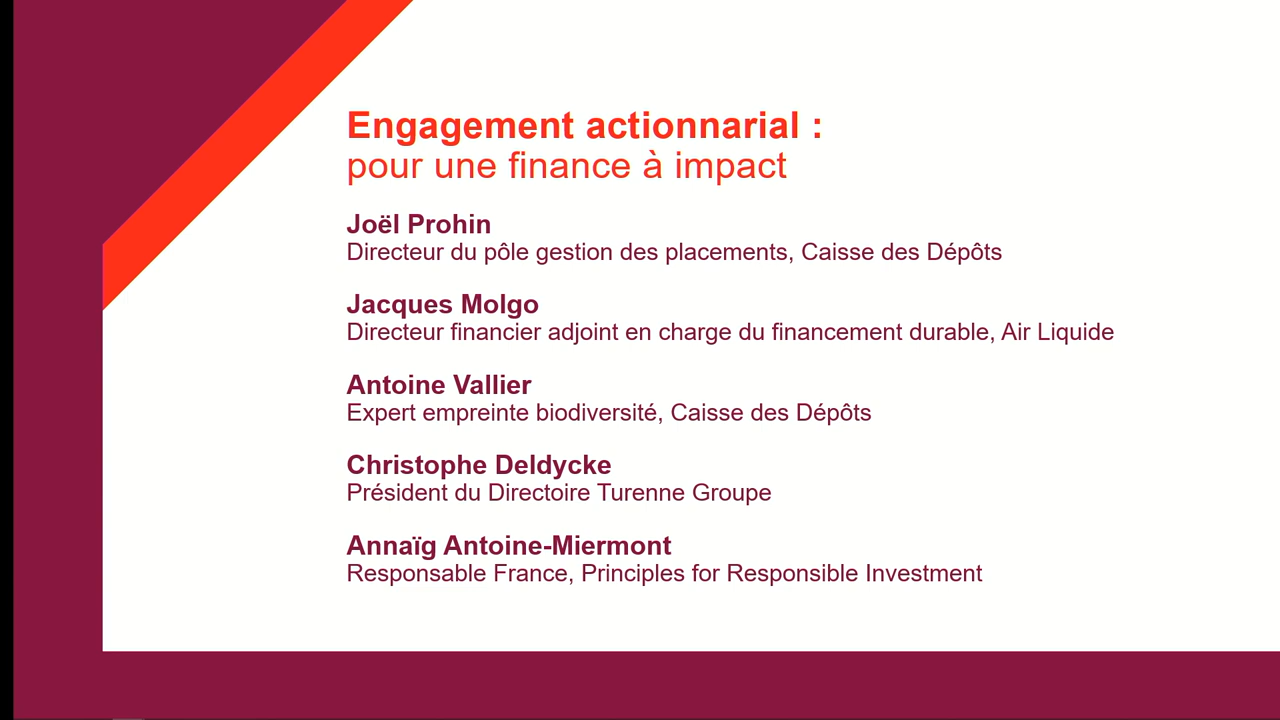 Engagement actionnarial :
pour une finance à impact
Joël Prohin
Directeur du pôle gestion des placements, Caisse des Dépôts
Jacques Molgo
Directeur financier adjoint en charge du financement durable, Air Liquide
Antoine Vallier
Expert empreinte biodiversité, Caisse des Dépôts
Christophe Deldycke
Président du Directoire Turenne Groupe
Annaïg Antoine-Miermont
Responsable France, Principles for Responsible Investment